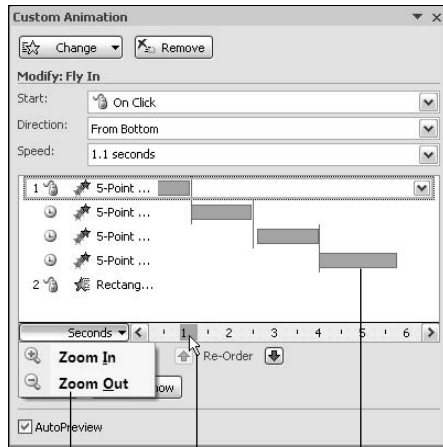 Custom Animation
Change
Remove
Modify: Fly In
Start:
On Click
Direction:
From Bottom
Speed:
1.1 seconds
1 5-Point ...
5-Point ...
5-Point ...
5-Point ...
2 Rectang...
Seconds 1 2 3 4 5 6
Zoom In Re-Order
Zoom Out
AutoPreview